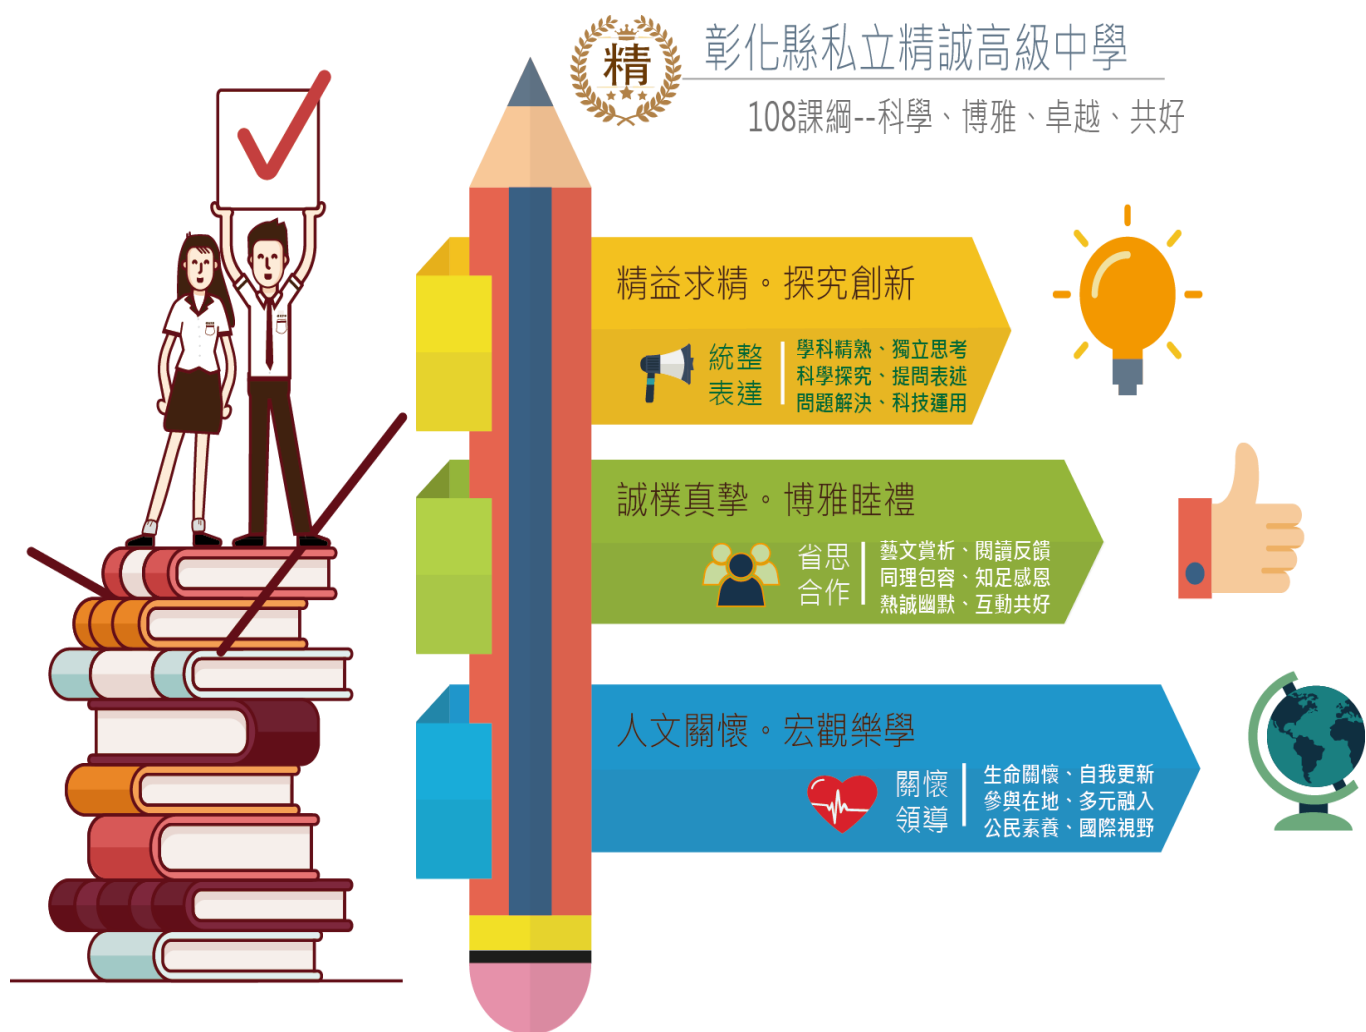 精
彰化縣私立精誠高級中學
108課綱--科學、博雅、卓越、共好
精益求精。探究創新
統整
表達
學科精熟、獨立思考
科學探究、提問表述
問題解決、科技運用
誠樸真摯。博雅睦禮
省思
合作
藝文賞析、閱讀反饋
同理包容、知足感恩
熱誠幽默、互動共好
人文關懷。宏觀樂學
關懷
領導
生命關懷、自我更新
參與在地、多元融入
公民素養、國際視野